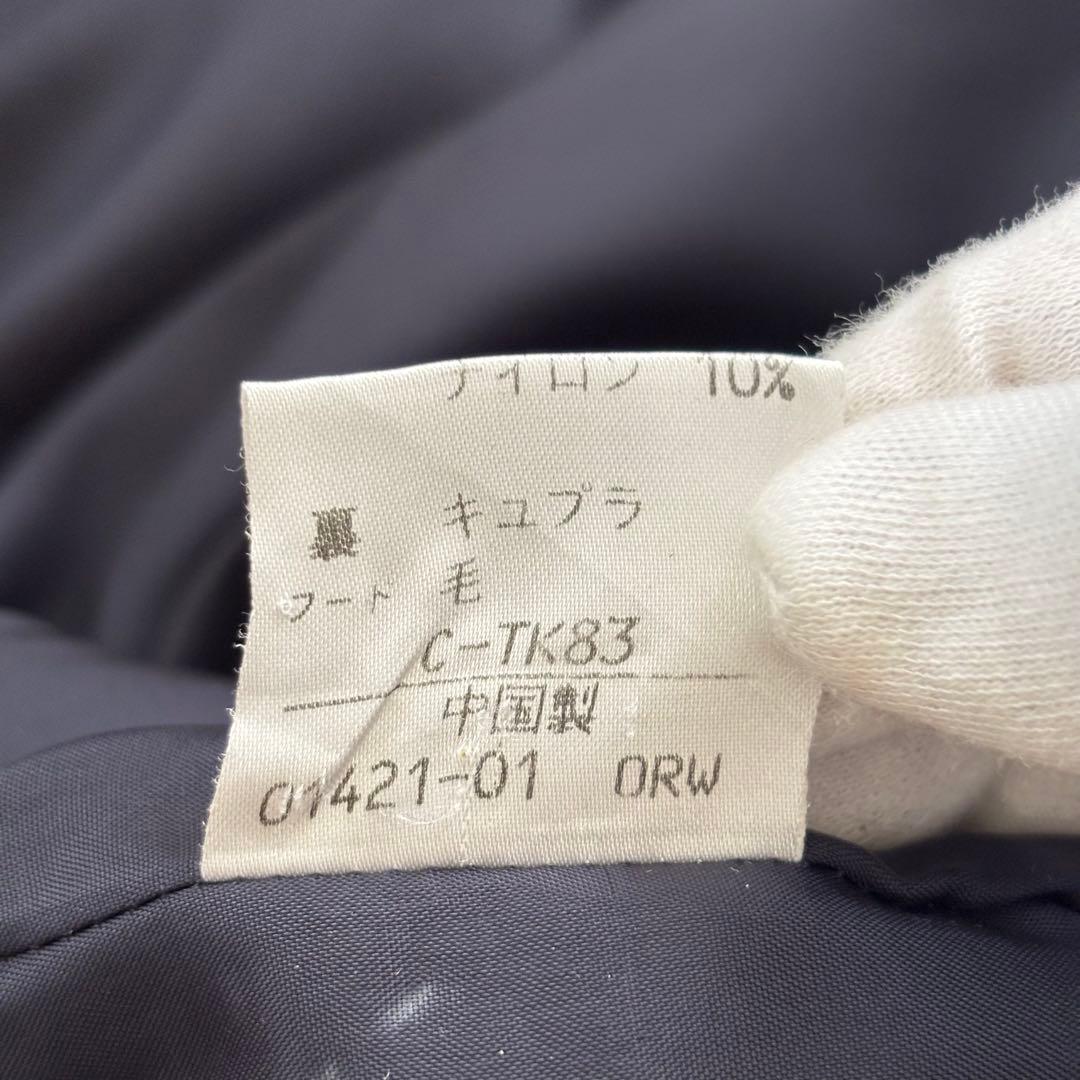 ナイロン 10%
裏 キュプラ
フード 毛
C-TK83
中国製
01421-01 ORW